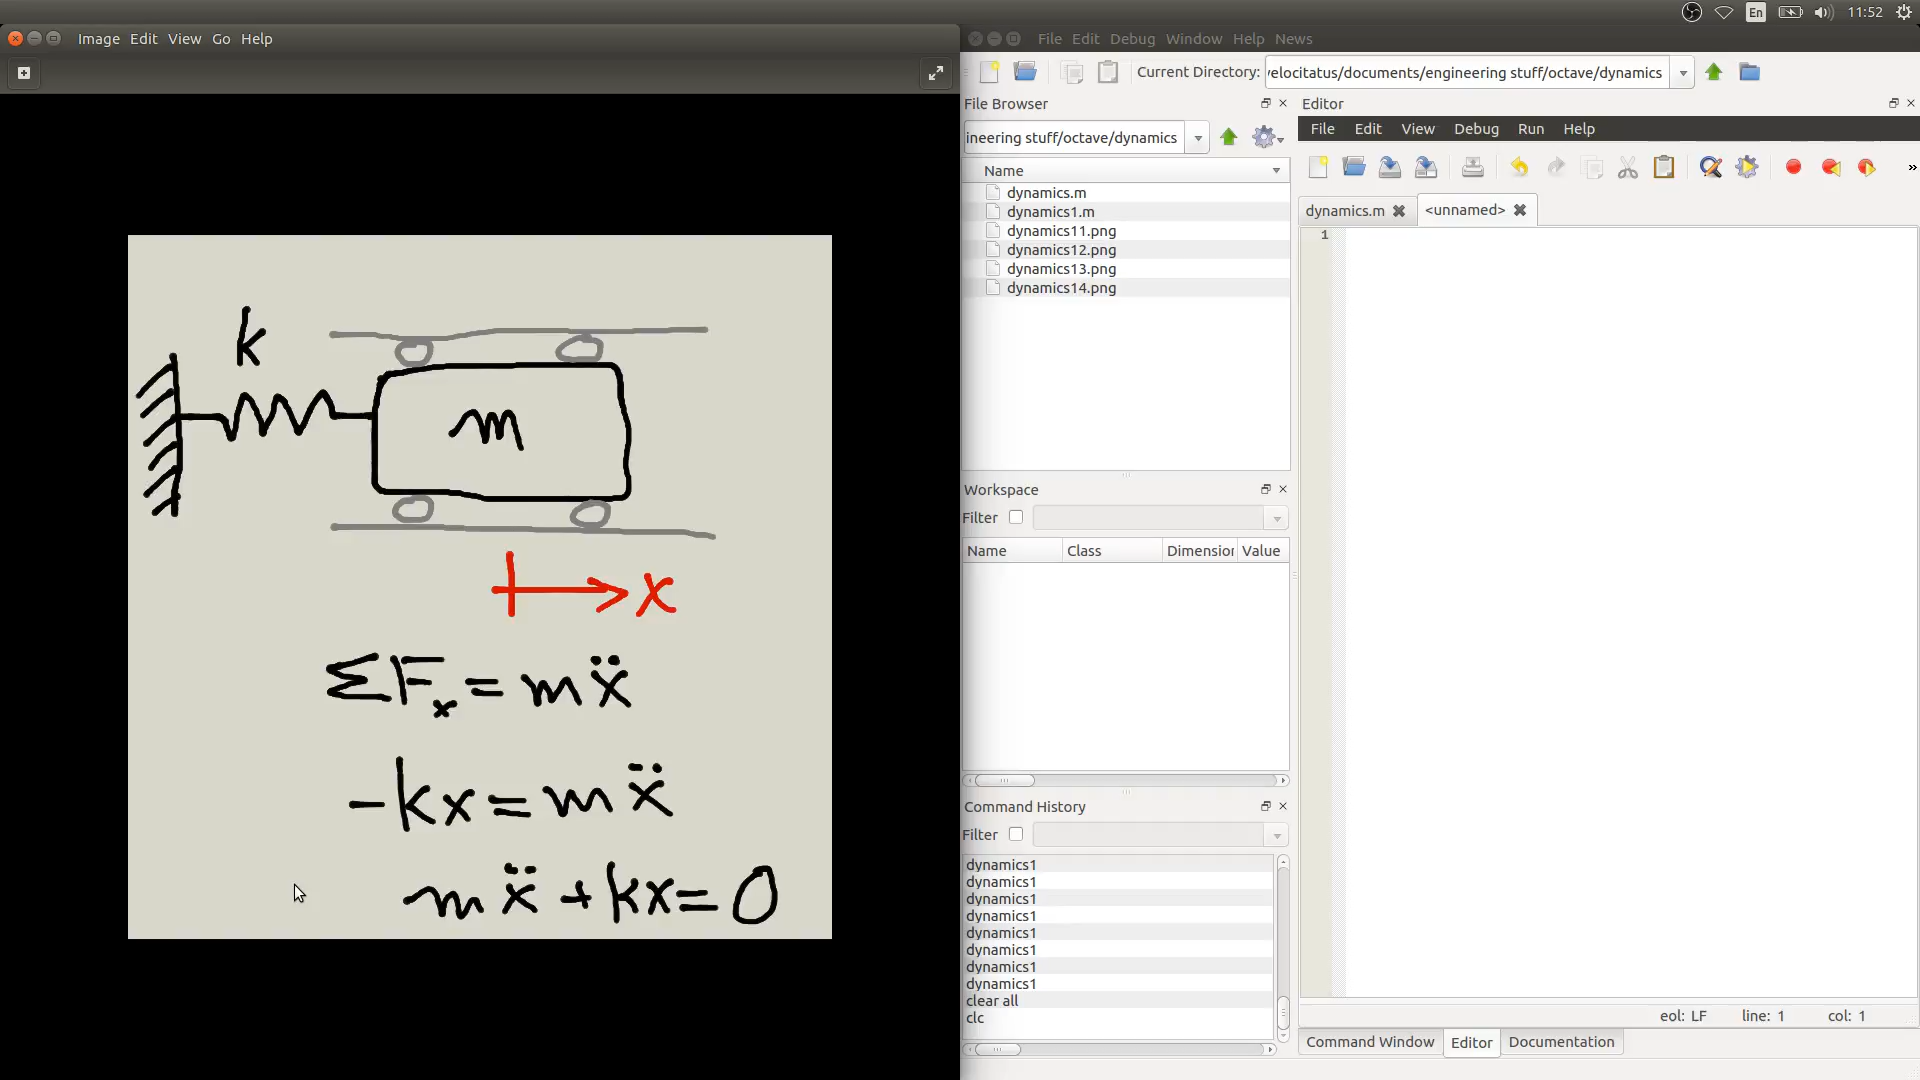 En 11:52
Image Edit View Go Help
File Edit Debug Window Help News
Current Directory: velocitatus/documents/engineering stuff/octave/dynamics
File Browser
ineering stuff/octave/dynamics
Name
dynamics.m
dynamics1.m
dynamics11.png
dynamics12.png
dynamics13.png
dynamics14.png
Workspace
Filter
Name Class Dimension Value
Command History
Filter
dynamics1
dynamics1
dynamics1
dynamics1
dynamics1
dynamics1
dynamics1
dynamics1
clear all
clc
Editor
File Edit View Debug Run Help
»
dynamics.m <unnamed>
1
eol: LF line: 1 col: 1
Command Window Editor Documentation
k
m
x
ΣFₓ = mẍ
-kx = mẍ
mẍ + kx = 0